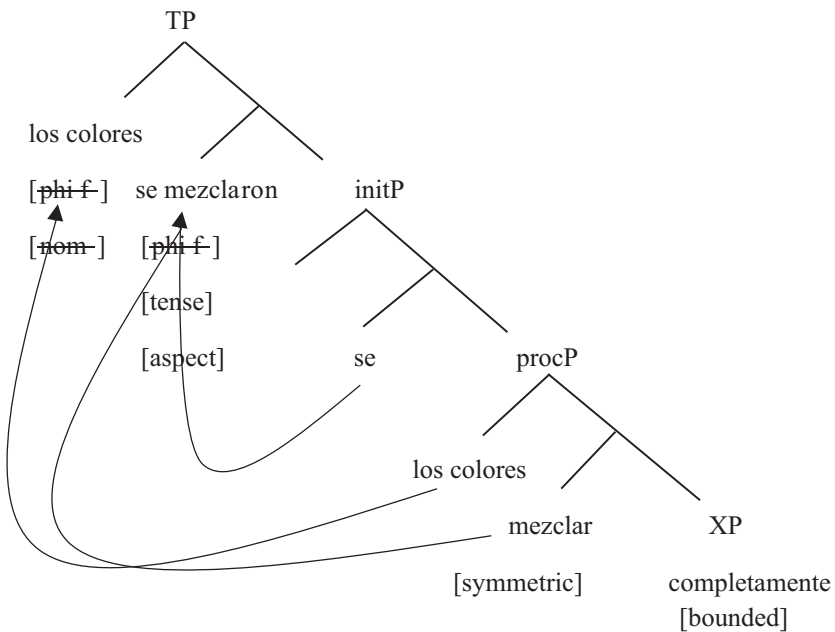 TP
los colores
[phi f ] se mezclaron initP
[nom ] [phi f ]
[tense]
[aspect] se procP
los colores
mezclar XP
[symmetric] completamente
[bounded]